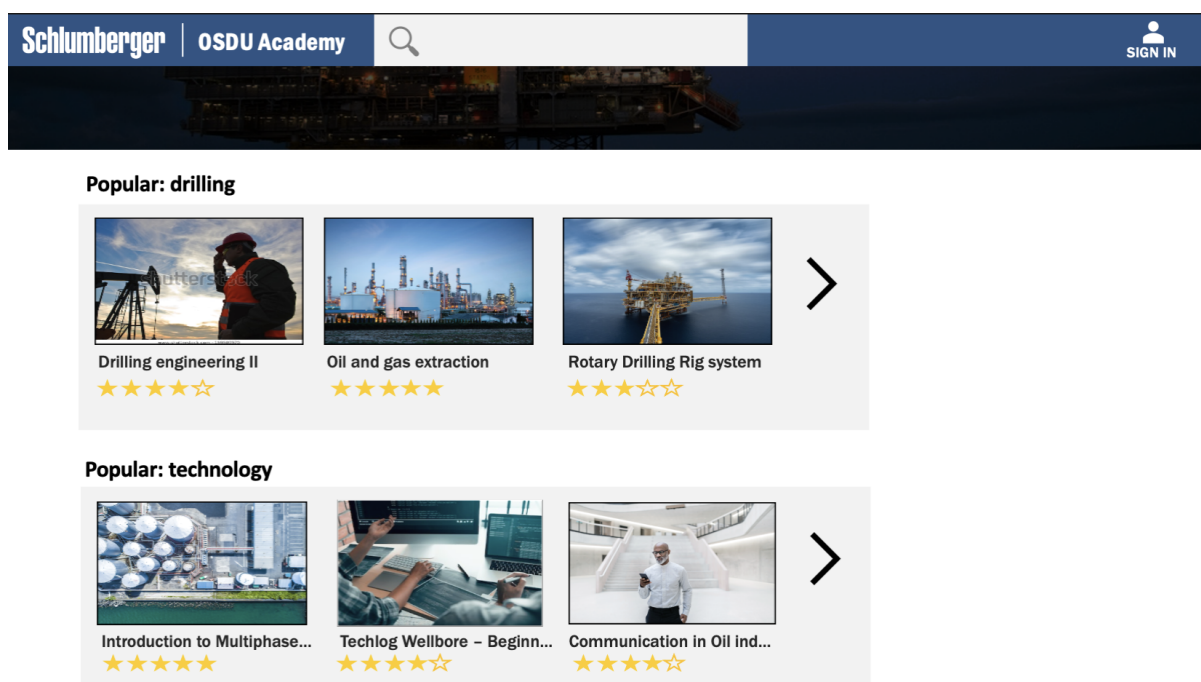 Schlumberger
OSDU Academy
SIGN IN
Popular: drilling
shutterstock
Drilling engineering II
Oil and gas extraction
Rotary Drilling Rig system
Popular: technology
Introduction to Multiphase...
Techlog Wellbore – Beginn...
Communication in Oil ind...